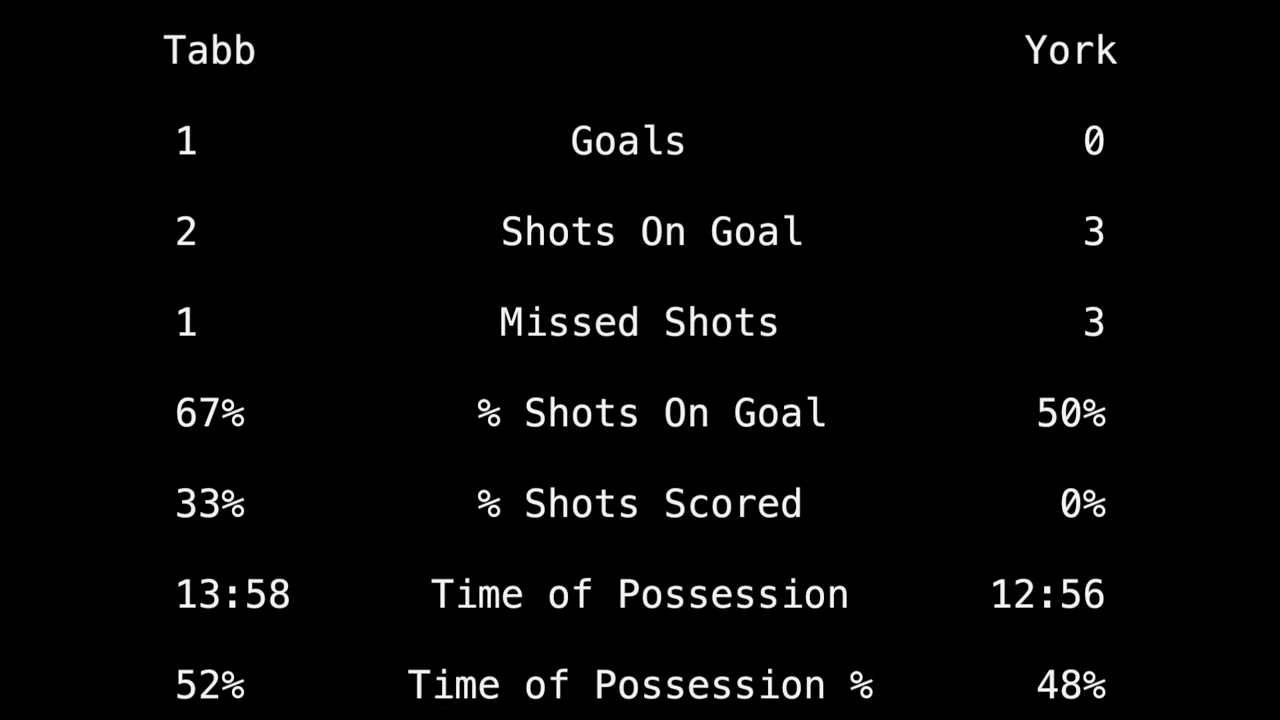 Tabb York
1 Goals 0
2 Shots On Goal 3
1 Missed Shots 3
67% % Shots On Goal 50%
33% % Shots Scored 0%
13:58 Time of Possession 12:56
52% Time of Possession % 48%